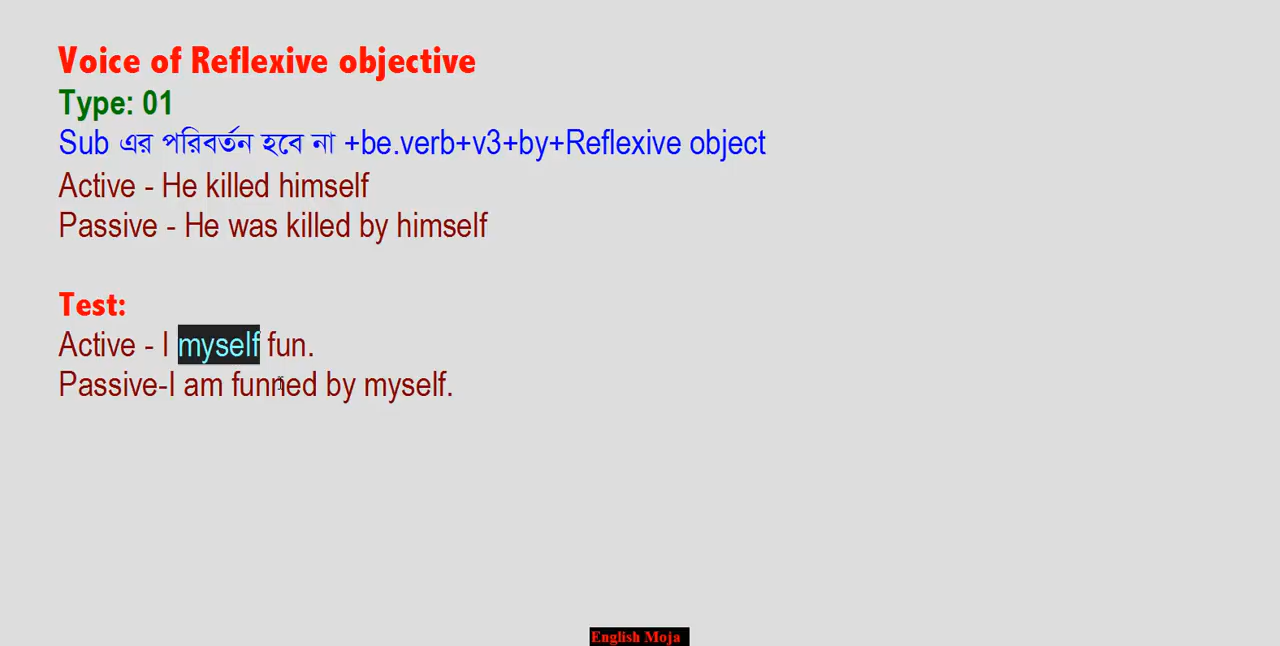 Voice of Reflexive objective
Type: 01
Sub এর পরিবর্তন হবে না +be.verb+v3+by+Reflexive object
Active - He killed himself
Passive - He was killed by himself
Test:
Active - I myself fun.
Passive-I am funned by myself.
English Moja